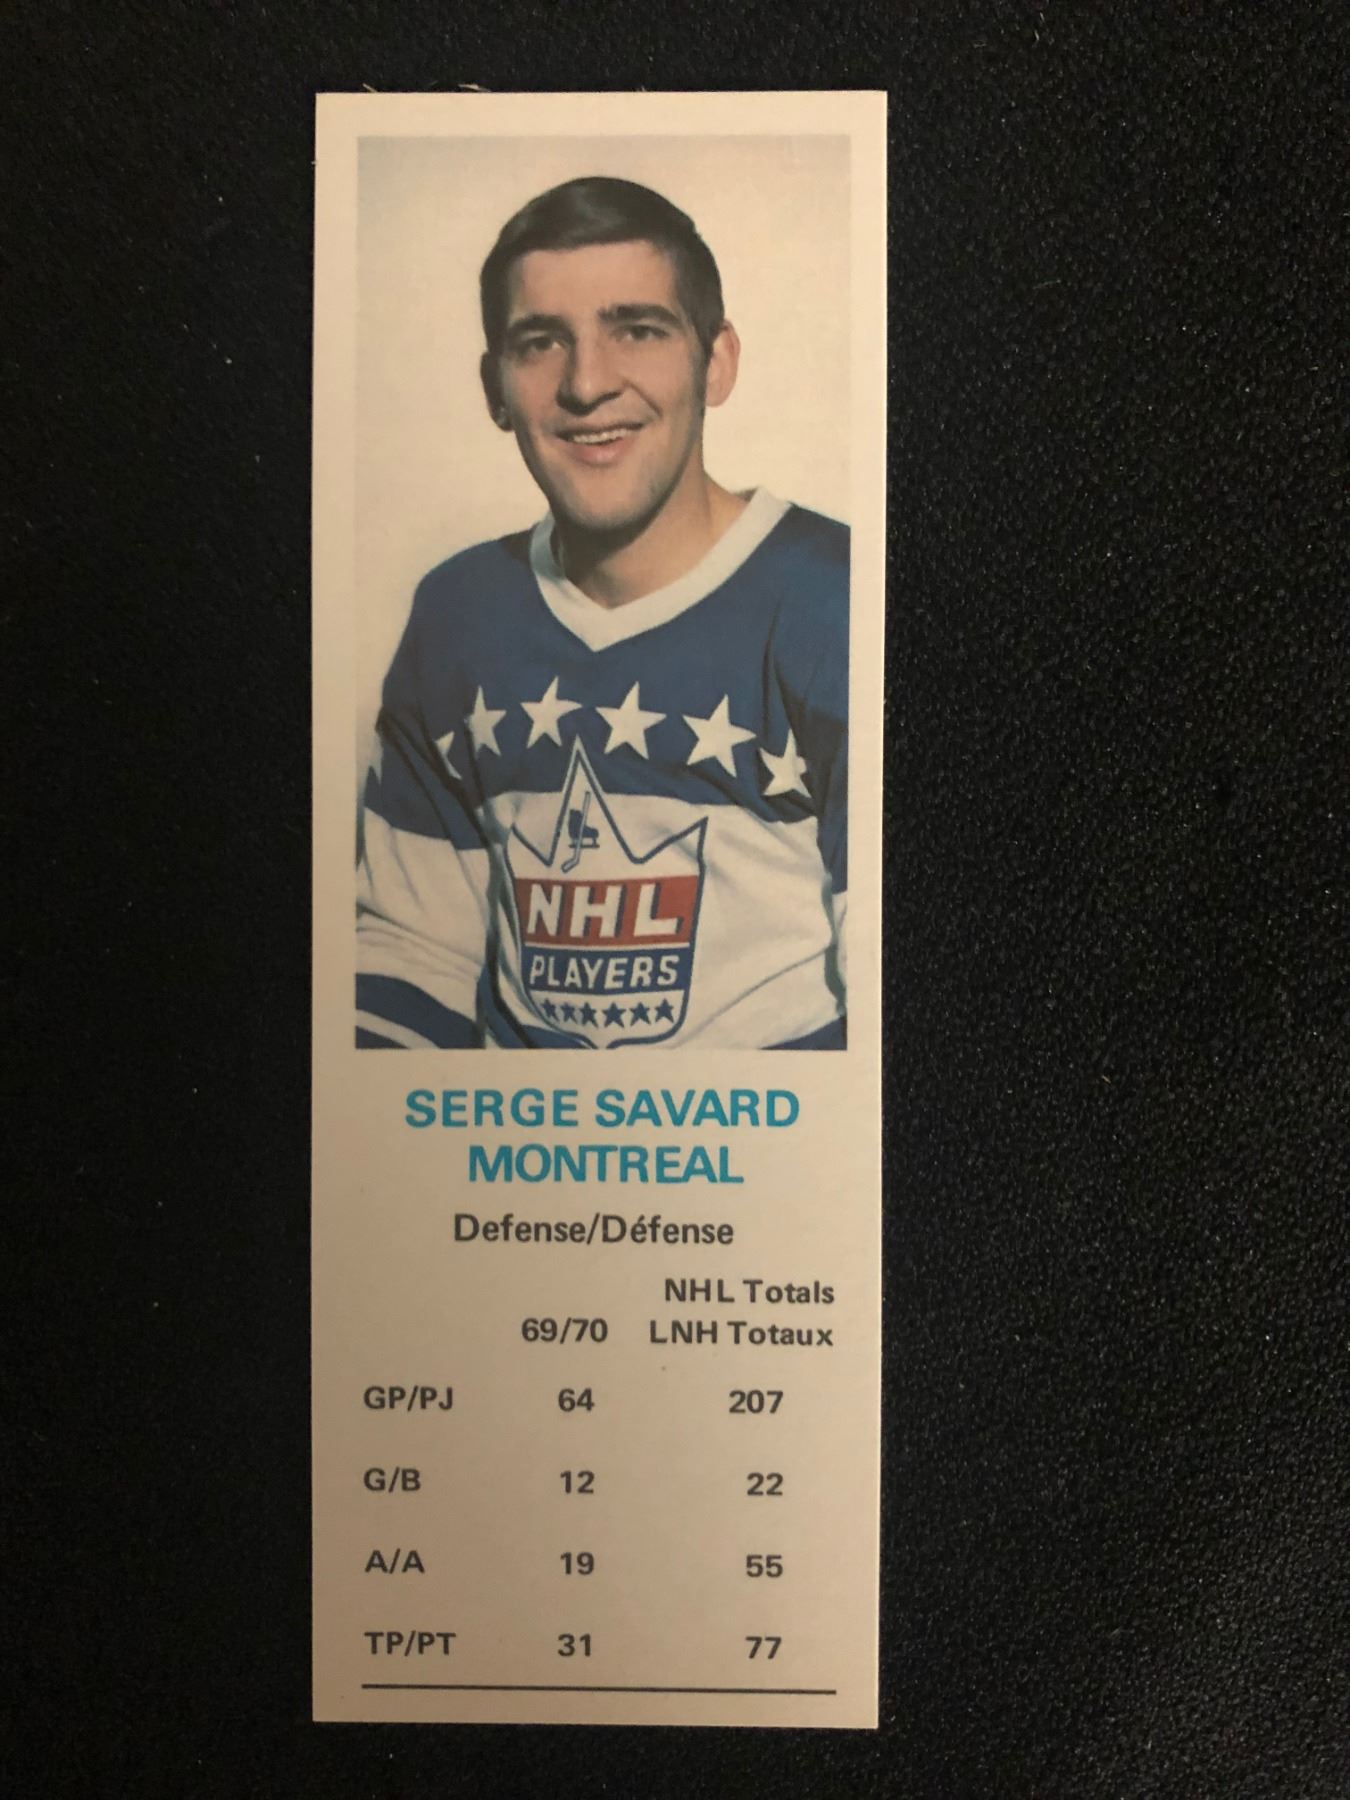 NHL
PLAYERS
SERGE SAVARD
MONTREAL
Defense/Défense
NHL Totals
69/70 LNH Totaux
GP/PJ 64 207
G/B 12 22
A/A 19 55
TP/PT 31 77